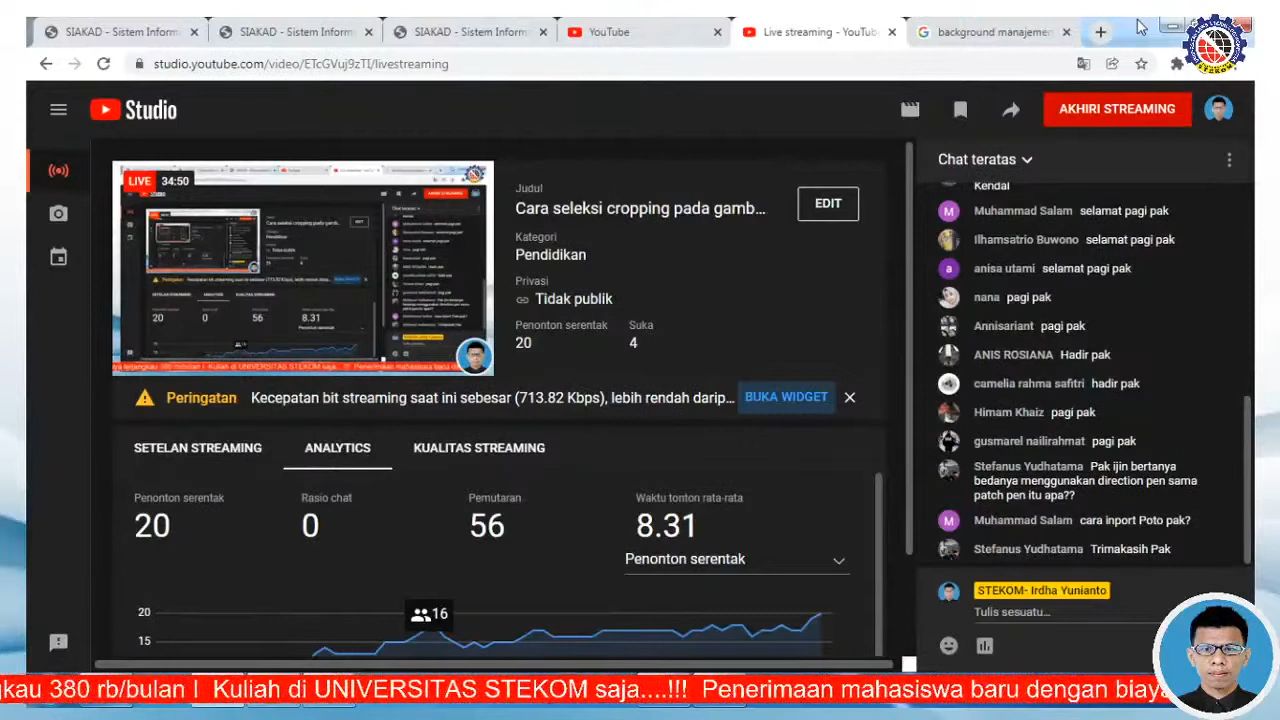 SIAKAD - Sistem Inform
SIAKAD - Sistem Inform
SIAKAD - Sistem Inform
YouTube
Live streaming - YouTub
background manajemen
studio.youtube.com/video/ETcGVuj9zTI/livestreaming
Studio
AKHIRI STREAMING
LIVE 34:50
Judul
Cara seleksi cropping pada gamb...
EDIT
Kategori
Pendidikan
Privasi
Tidak publik
Penonton serentak
Suka
20
4
Peringatan
Kecepatan bit streaming saat ini sebesar (713.82 Kbps), lebih rendah darip...
BUKA WIDGET
SETELAN STREAMING
ANALYTICS
KUALITAS STREAMING
Penonton serentak
Rasio chat
Pemutaran
Waktu tonton rata-rata
20
0
56
8.31
Penonton serentak
20
16
15
Chat teratas
Kendal
Muhammad Salam selamat pagi pak
Ilhamsatrio Buwono salamat pagi pak
anisa utami selamat pagi pak
nana pagi pak
Annisariant pagi pak
ANIS ROSIANA Hadir pak
camelia rahma safitri hadir pak
Himam Khaiz pagi pak
gusmarel nailirahmat pagi pak
Stefanus Yudhatama Pak ijin bertanya
bedanya menggunakan direction pen sama
patch pen itu apa??
Muhammad Salam cara inport Poto pak?
Stefanus Yudhatama Trimakasih Pak
STEKOM- Irdha Yunianto
Tulis sesuatu...
gkau 380 rb/bulan I Kuliah di UNIVERSITAS STEKOM saja....!!! Penerimaan mahasiswa baru dengan biaya